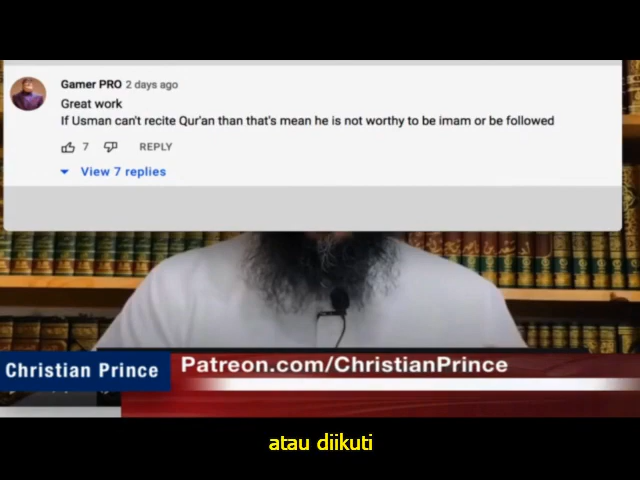 Gamer PRO 2 days ago
Great work
If Usman can't recite Qur'an than that's mean he is not worthy to be imam or be followed
7
REPLY
View 7 replies
Christian Prince
Patreon.com/ChristianPrince
atau diikuti